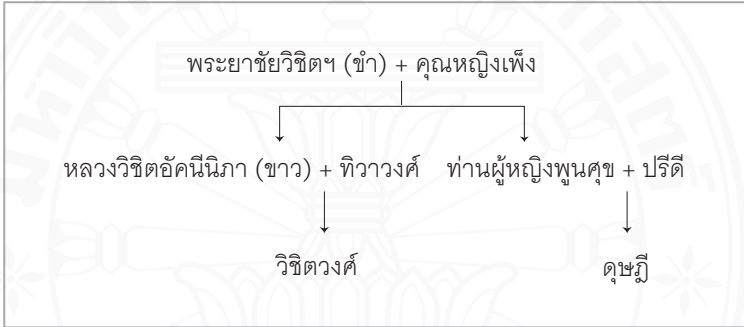 พระยาชัยวิชิตฯ (ขำ) + คุณหญิงเพ็ง
หลวงวิชิตอัคนีนิภา (ขาว) + ทิวาวงศ์ ท่านผู้หญิงพูนศุข + ปรีดี
วิชิตวงศ์ ดุษฎี